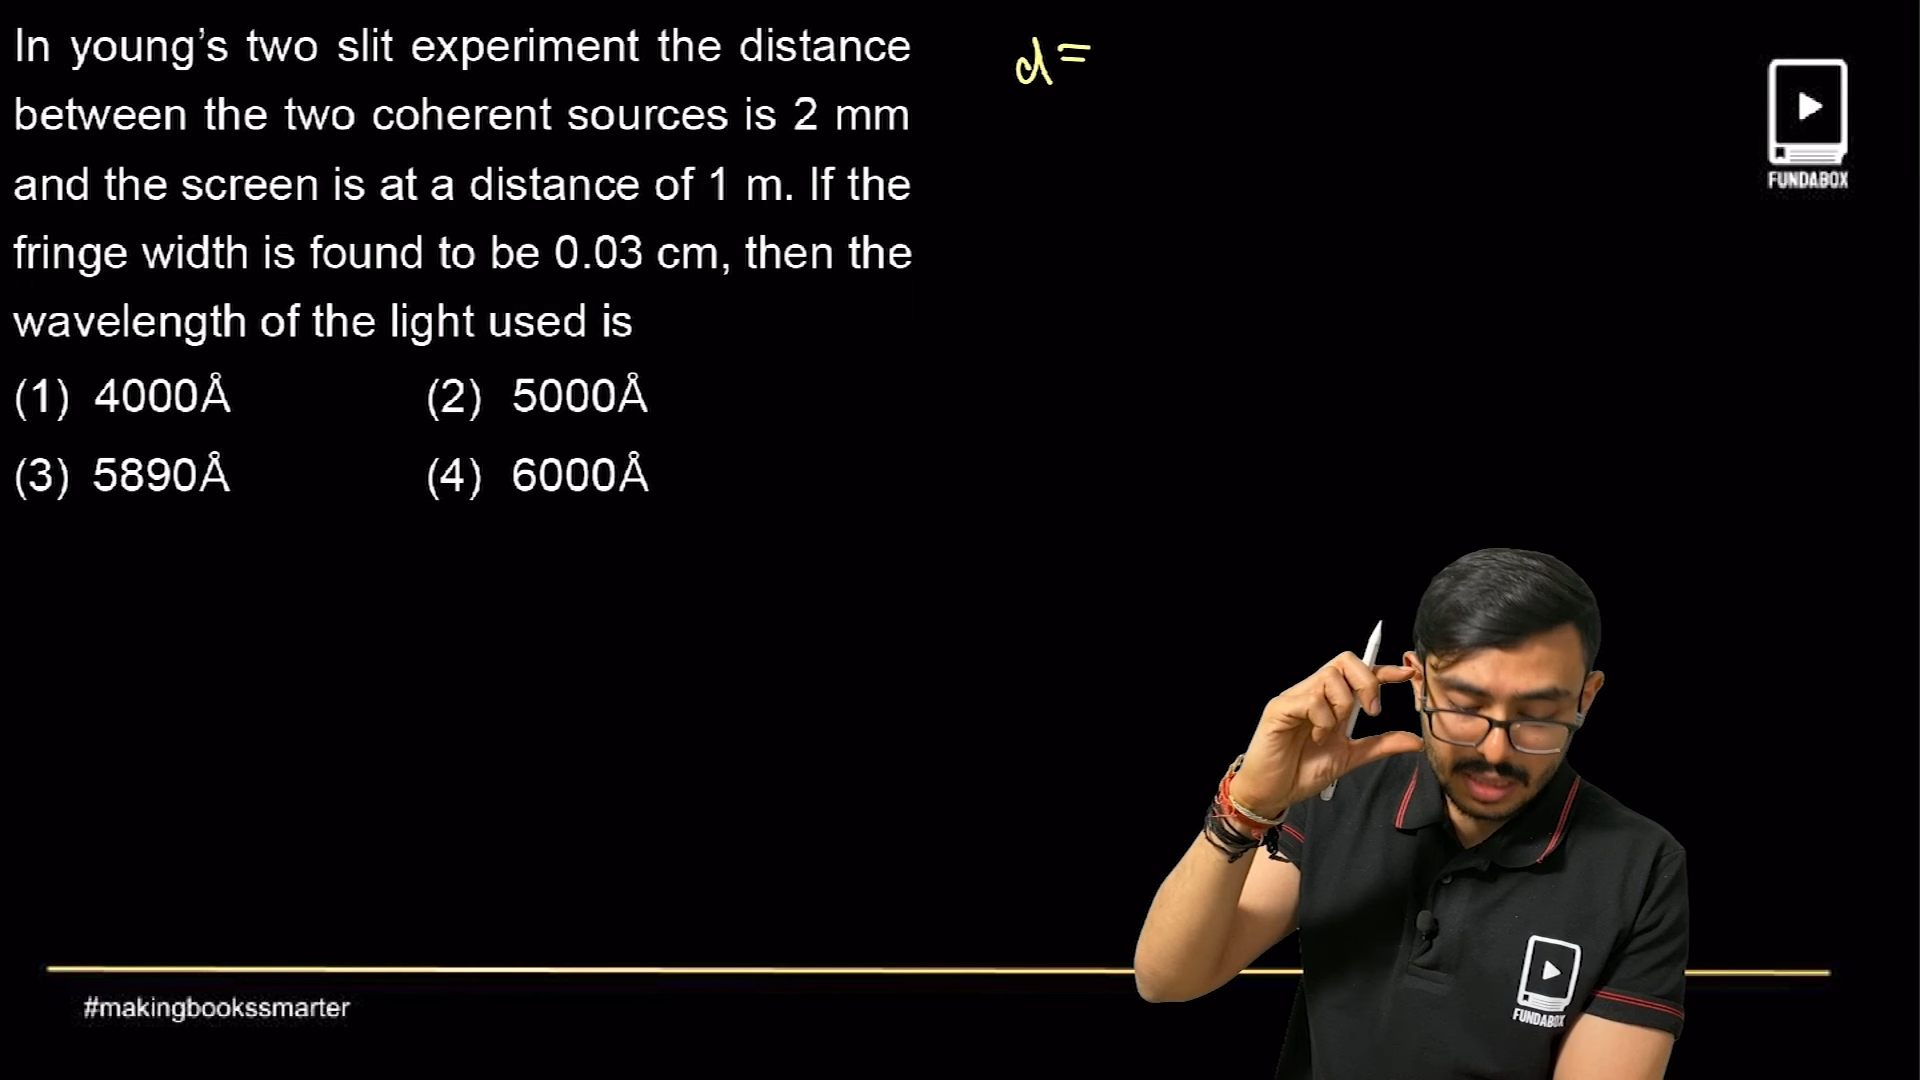 In young’s two slit experiment the distance
between the two coherent sources is 2 mm
and the screen is at a distance of 1 m. If the
fringe width is found to be 0.03 cm, then the
wavelength of the light used is
(1) 4000Å (2) 5000Å
(3) 5890Å (4) 6000Å
d=
FUNDABOX
#makingbookssmarter
FUNDABOX